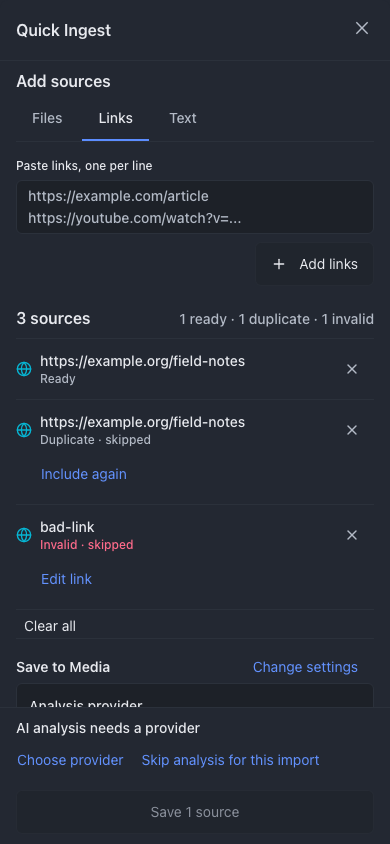 Quick Ingest
Add sources
Files Links Text
Paste links, one per line
https://example.com/article
https://youtube.com/watch?v=...
+ Add links
3 sources 1 ready · 1 duplicate · 1 invalid
https://example.org/field-notes
Ready
https://example.org/field-notes
Duplicate · skipped
Include again
bad-link
Invalid · skipped
Edit link
Clear all
Save to Media Change settings
Analysis provider
AI analysis needs a provider
Choose provider Skip analysis for this import
Save 1 source